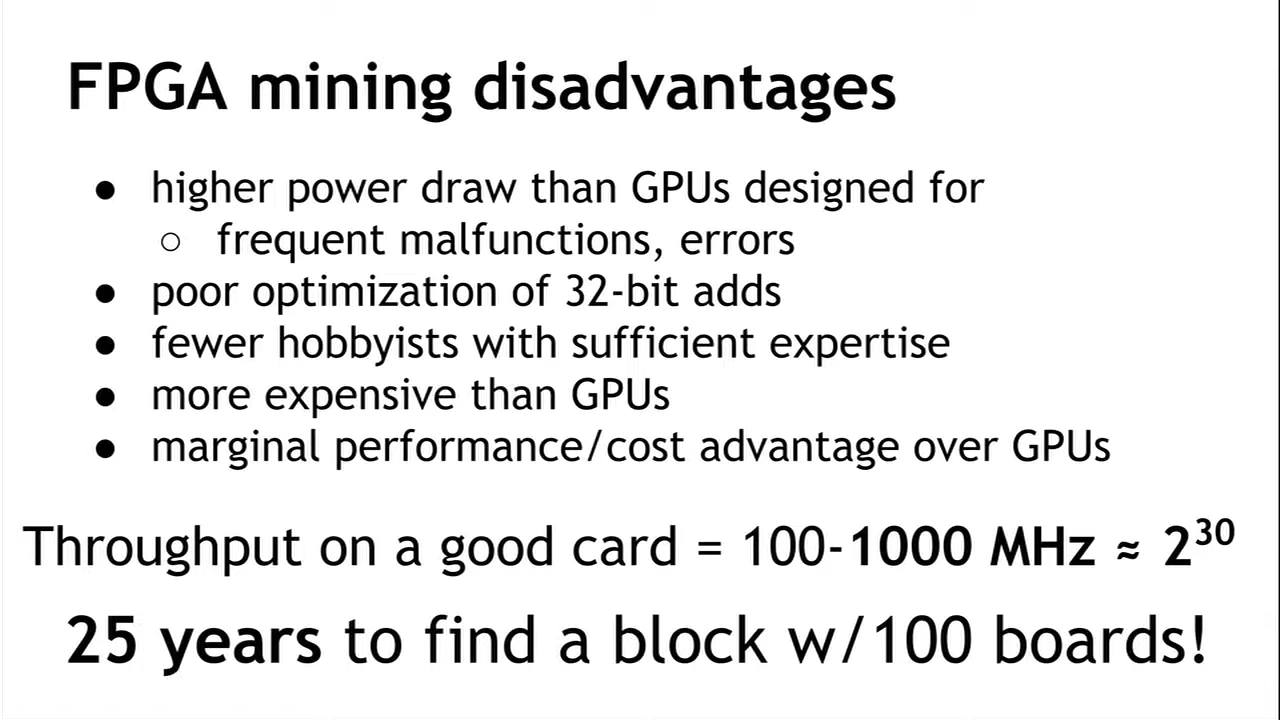 FPGA mining disadvantages
● higher power draw than GPUs designed for
○ frequent malfunctions, errors
● poor optimization of 32-bit adds
● fewer hobbyists with sufficient expertise
● more expensive than GPUs
● marginal performance/cost advantage over GPUs
Throughput on a good card = 100-1000 MHz ≈ 2³⁰
25 years to find a block w/100 boards!